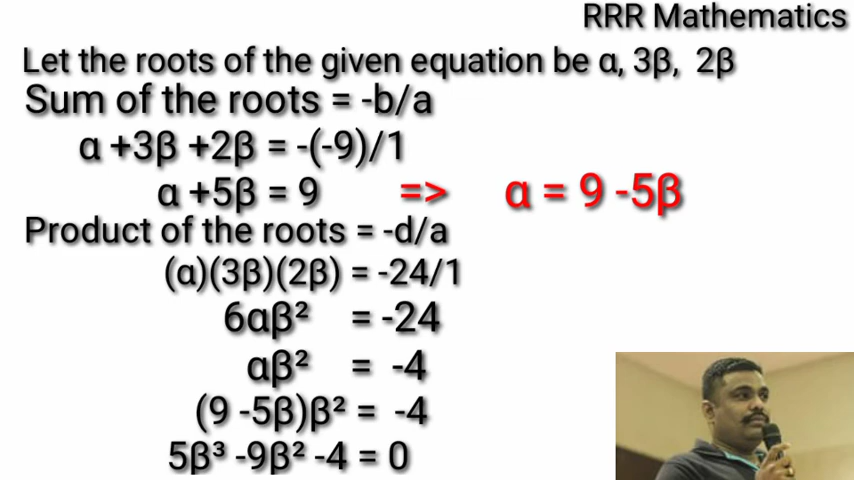 RRR Mathematics
Let the roots of the given equation be α, 3β, 2β
Sum of the roots = -b/a
α +3β +2β = -(-9)/1
α +5β = 9 => α = 9 -5β
Product of the roots = -d/a
(α)(3β)(2β) = -24/1
6αβ² = -24
αβ² = -4
(9 -5β)β² = -4
5β³ -9β² -4 = 0